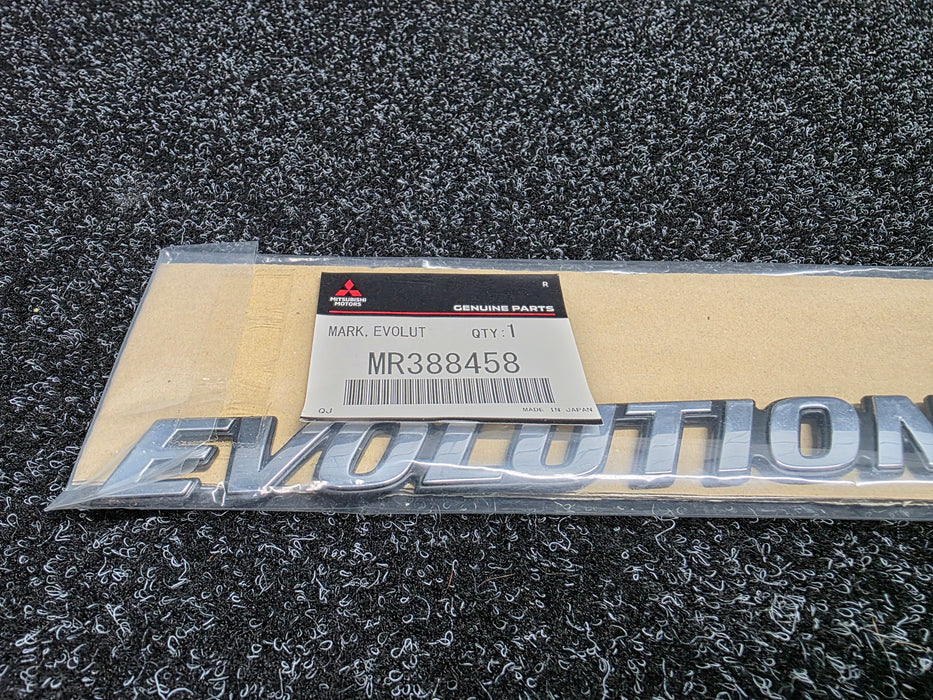 R
MITSUBISHI
MOTORS
GENUINE PARTS
MARK, EVOLUT QTY:1
MR388458
QJ MADE IN JAPAN
EVOLUTION